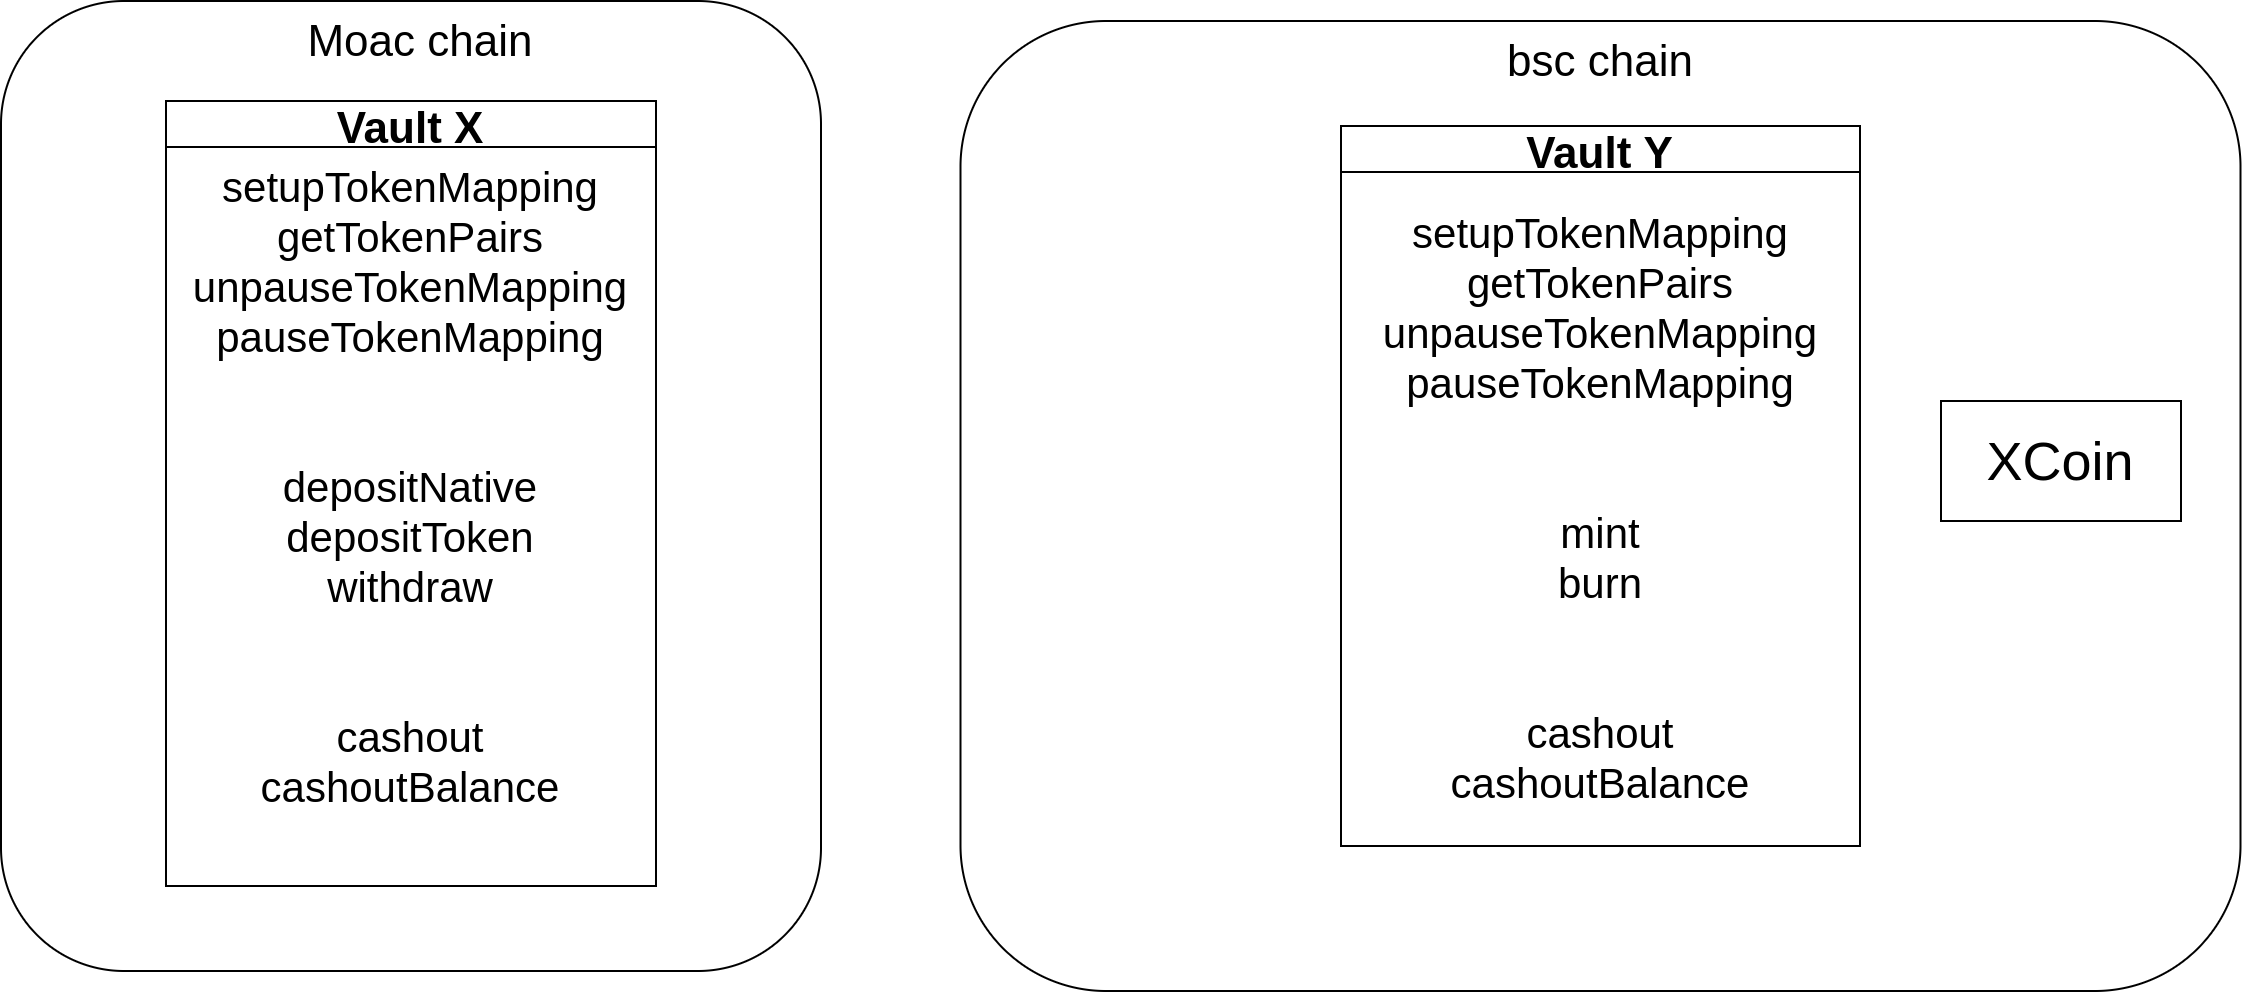 Moac chain
Vault X
setupTokenMapping
getTokenPairs
unpauseTokenMapping
pauseTokenMapping
depositNative
depositToken
withdraw
cashout
cashoutBalance
bsc chain
Vault Y
setupTokenMapping
getTokenPairs
unpauseTokenMapping
pauseTokenMapping
mint
burn
cashout
cashoutBalance
XCoin